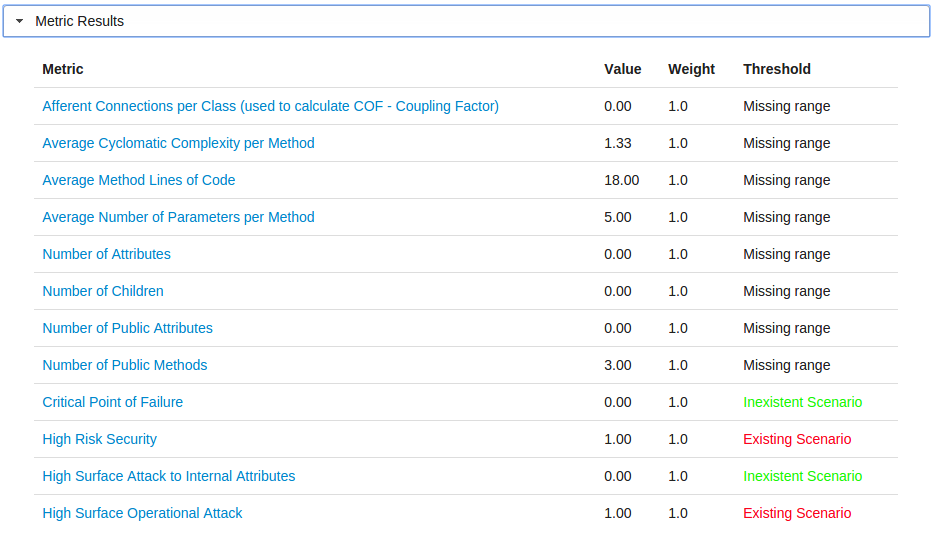 Metric Results
Metric Value Weight Threshold
Afferent Connections per Class (used to calculate COF - Coupling Factor) 0.00 1.0 Missing range
Average Cyclomatic Complexity per Method 1.33 1.0 Missing range
Average Method Lines of Code 18.00 1.0 Missing range
Average Number of Parameters per Method 5.00 1.0 Missing range
Number of Attributes 0.00 1.0 Missing range
Number of Children 0.00 1.0 Missing range
Number of Public Attributes 0.00 1.0 Missing range
Number of Public Methods 3.00 1.0 Missing range
Critical Point of Failure 0.00 1.0 Inexistent Scenario
High Risk Security 1.00 1.0 Existing Scenario
High Surface Attack to Internal Attributes 0.00 1.0 Inexistent Scenario
High Surface Operational Attack 1.00 1.0 Existing Scenario